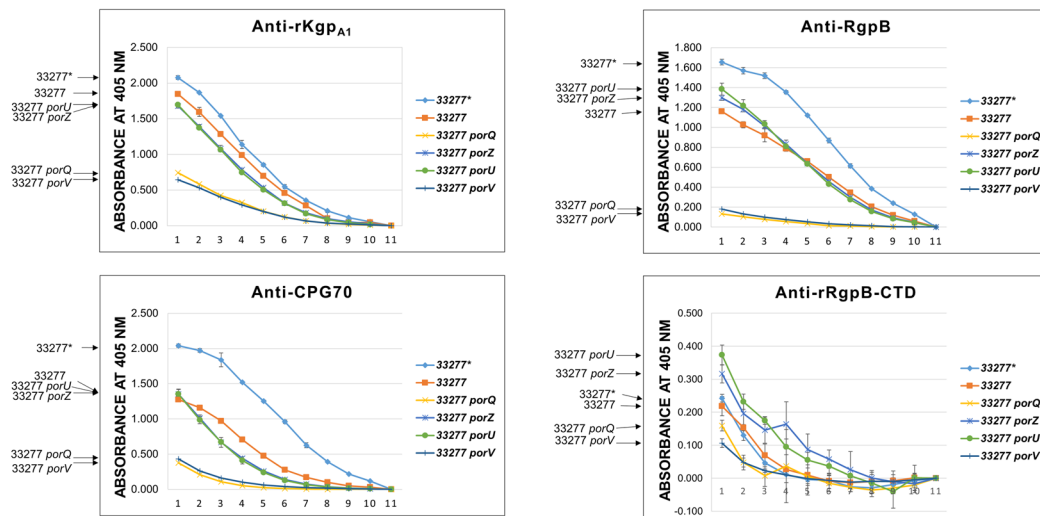 Anti-rKgpA1
ABSORBANCE AT 405 NM
2.500
2.000
1.500
1.000
0.500
0.000
1 2 3 4 5 6 7 8 9 10 11
33277*
33277
33277 porU
33277 porZ
33277 porQ
33277 porV
33277*
33277
33277 porQ
33277 porZ
33277 porU
33277 porV
Anti-RgpB
ABSORBANCE AT 405 NM
1.800
1.600
1.400
1.200
1.000
0.800
0.600
0.400
0.200
0.000
1 2 3 4 5 6 7 8 9 10 11
33277*
33277 porU
33277 porZ
33277
33277 porQ
33277 porV
33277*
33277
33277 porQ
33277 porZ
33277 porU
33277 porV
Anti-CPG70
ABSORBANCE AT 405 NM
2.500
2.000
1.500
1.000
0.500
0.000
1 2 3 4 5 6 7 8 9 10 11
33277*
33277
33277 porU
33277 porZ
33277 porQ
33277 porV
33277*
33277
33277 porQ
33277 porZ
33277 porU
33277 porV
Anti-rRgpB-CTD
ABSORBANCE AT 405 NM
0.500
0.400
0.300
0.200
0.100
0.000
-0.100
1 2 3 4 5 6 7 8 9 10 11
33277 porU
33277 porZ
33277*
33277
33277 porQ
33277 porV
33277*
33277
33277 porQ
33277 porZ
33277 porU
33277 porV